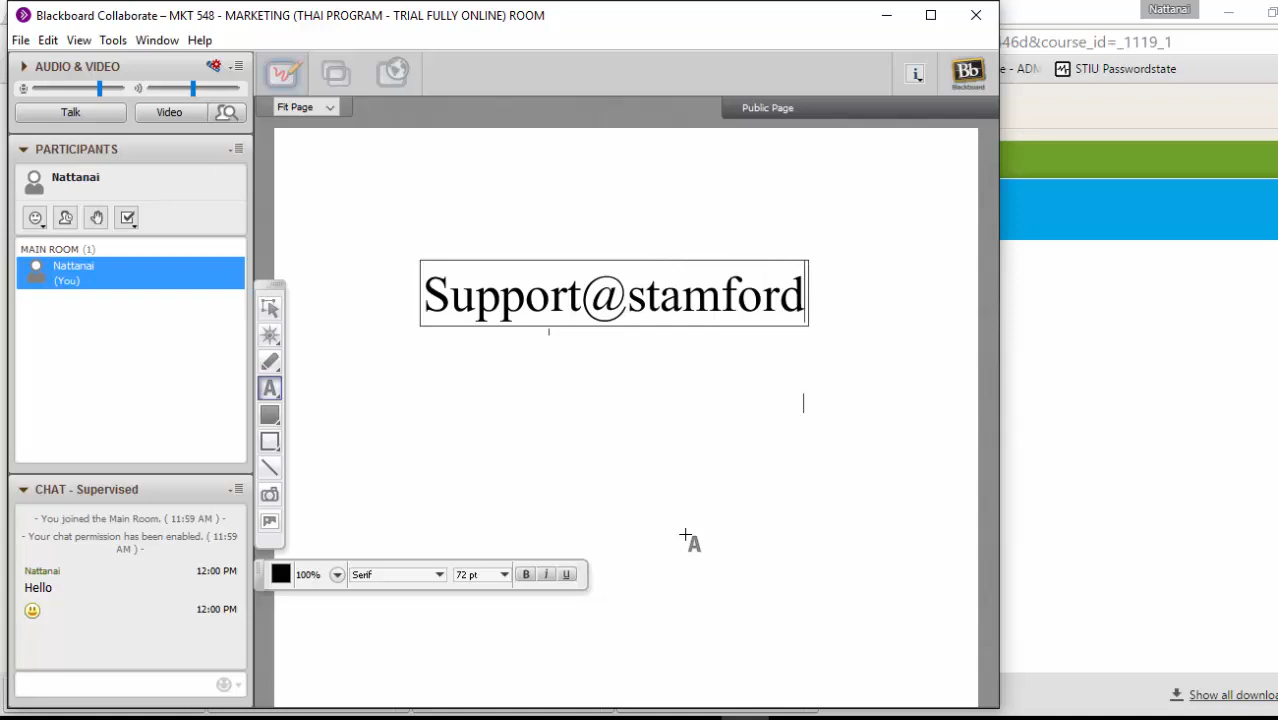 Blackboard Collaborate – MKT 548 - MARKETING (THAI PROGRAM - TRIAL FULLY ONLINE) ROOM
Nattanai
File Edit View Tools Window Help
46d&course_id=_1119_1
AUDIO & VIDEO
e - ADM
STIU Passwordstate
Bb
Blackboard
Talk
Video
Fit Page
Public Page
PARTICIPANTS
Nattanai
MAIN ROOM (1)
Nattanai
(You)
Support@stamford
A
A
CHAT - Supervised
- You joined the Main Room. ( 11:59 AM ) -
- Your chat permission has been enabled. ( 11:59
AM ) -
Nattanai 12:00 PM
Hello
12:00 PM
100%
Serif
72 pt
B i U
Show all downloa